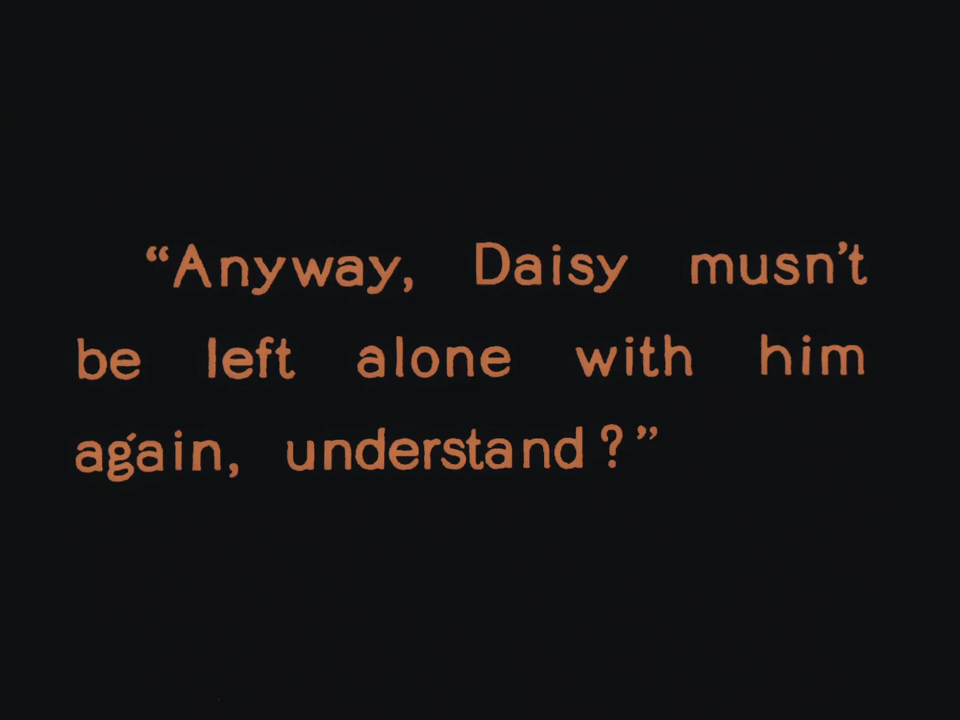 “Anyway, Daisy musn’t
be left alone with him
again, understand?”